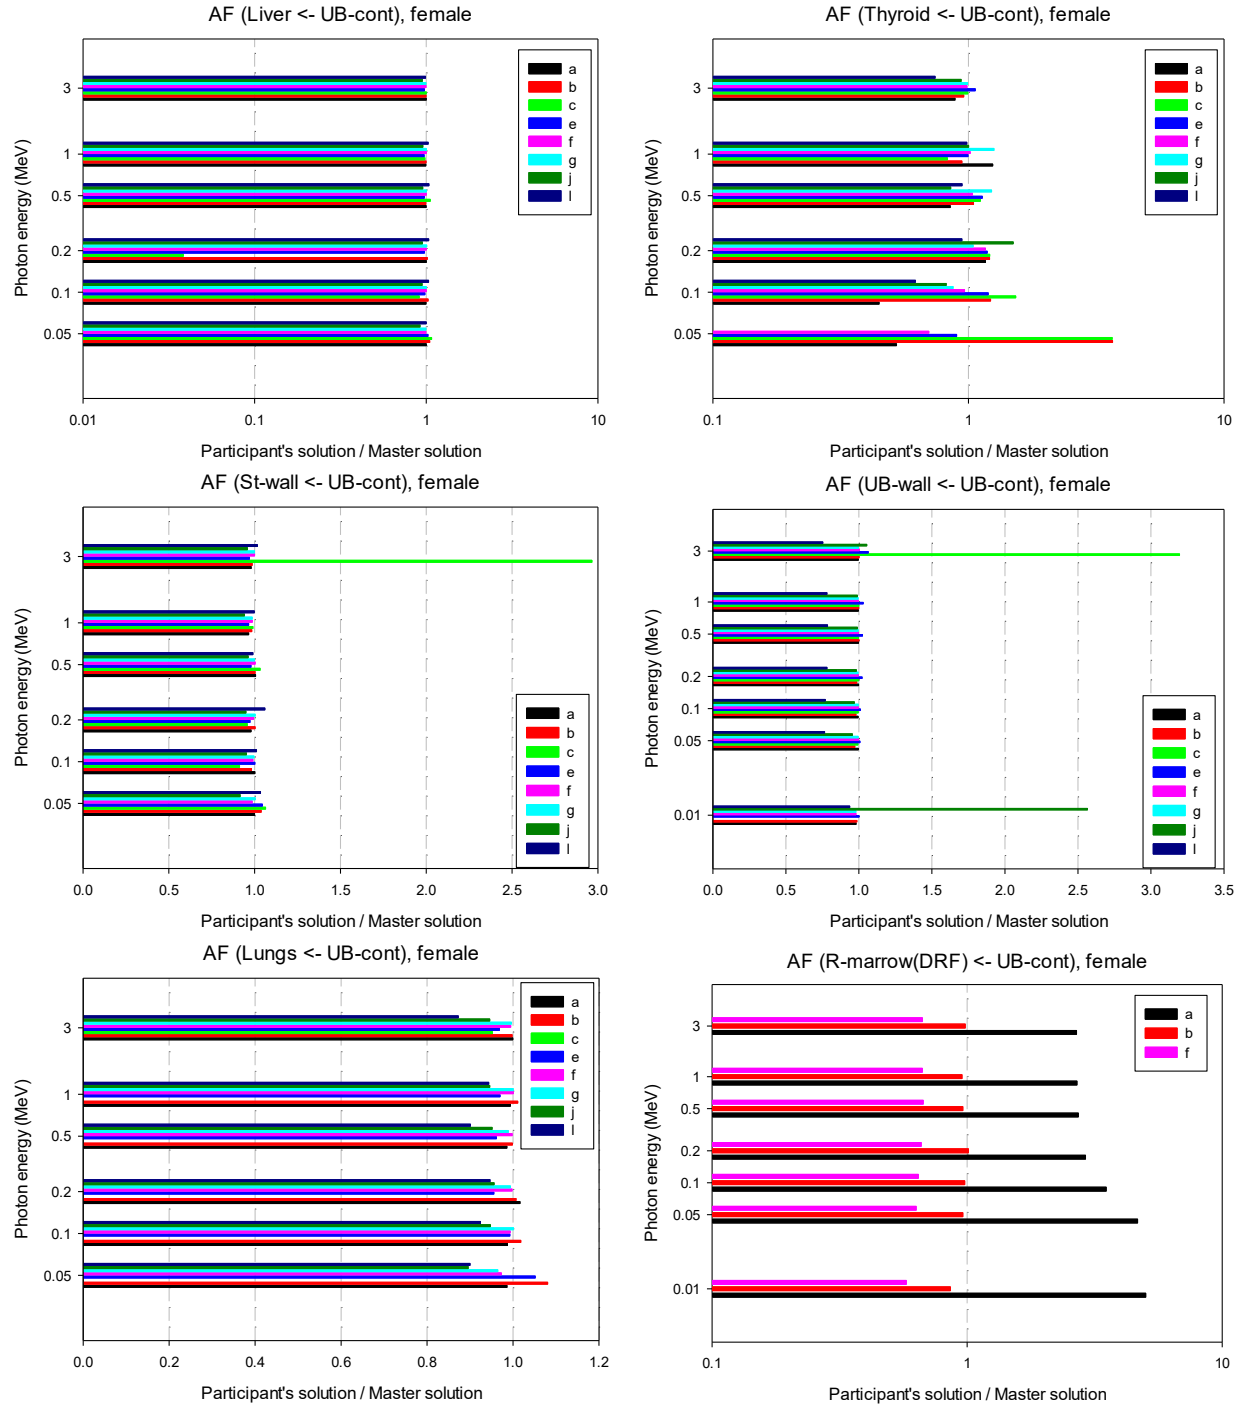 AF (Liver <- UB-cont), female
Photon energy (MeV)
3
1
0.5
0.2
0.1
0.05
0.01
0.1
1
10
a
b
c
e
f
g
j
l
Participant's solution / Master solution
AF (Thyroid <- UB-cont), female
Photon energy (MeV)
3
1
0.5
0.2
0.1
0.05
0.1
1
10
a
b
c
e
f
g
j
l
Participant's solution / Master solution
AF (St-wall <- UB-cont), female
Photon energy (MeV)
3
1
0.5
0.2
0.1
0.05
0.0
0.5
1.0
1.5
2.0
2.5
3.0
a
b
c
e
f
g
j
l
Participant's solution / Master solution
AF (UB-wall <- UB-cont), female
Photon energy (MeV)
3
1
0.5
0.2
0.1
0.05
0.01
0.0
0.5
1.0
1.5
2.0
2.5
3.0
3.5
a
b
c
e
f
g
j
l
Participant's solution / Master solution
AF (Lungs <- UB-cont), female
Photon energy (MeV)
3
1
0.5
0.2
0.1
0.05
0.0
0.2
0.4
0.6
0.8
1.0
1.2
a
b
c
e
f
g
j
l
Participant's solution / Master solution
AF (R-marrow(DRF) <- UB-cont), female
Photon energy (MeV)
3
1
0.5
0.2
0.1
0.05
0.01
0.1
1
10
a
b
f
Participant's solution / Master solution